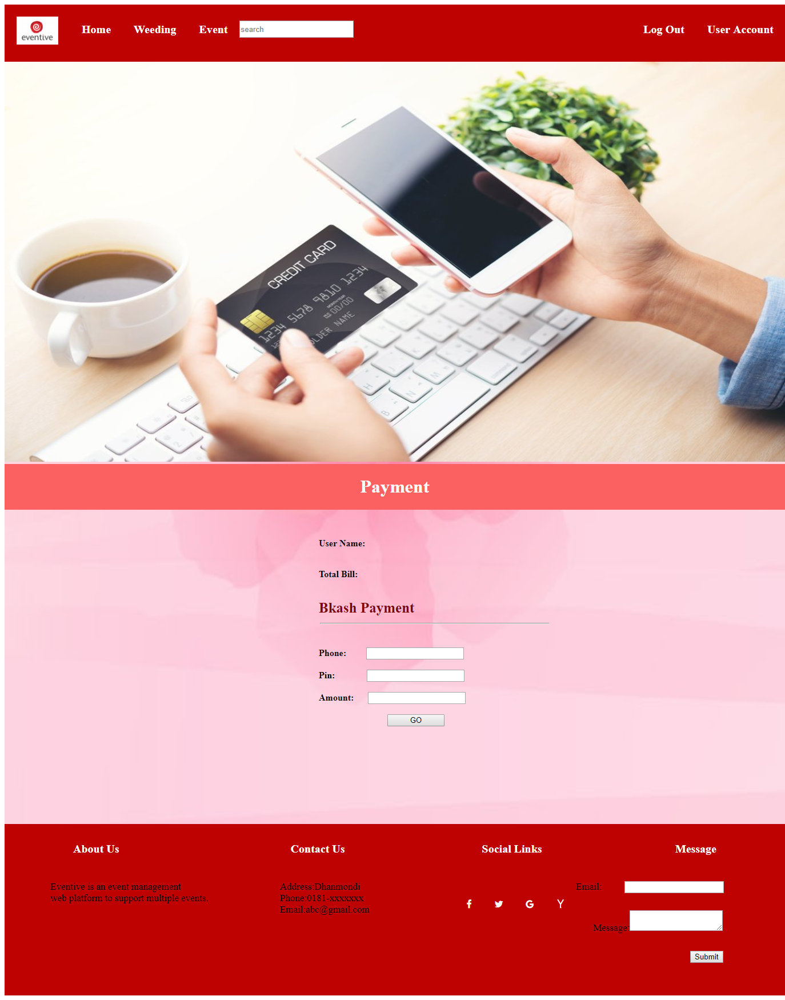 eventive
Home
Weeding
Event
search
Log Out
User Account
CREDIT CARD
1234 5678 9810 1234
MONTH/YEAR
00/00
OLDER NAME
Payment
User Name:
Total Bill:
Bkash Payment
Phone:
Pin:
Amount:
GO
About Us
Contact Us
Social Links
Message
Eventive is an event management
web platform to support multiple events.
Address:Dhanmondi
Phone:0181-xxxxxxx
Email:abc@gmail.com
Email:
Message:
Submit